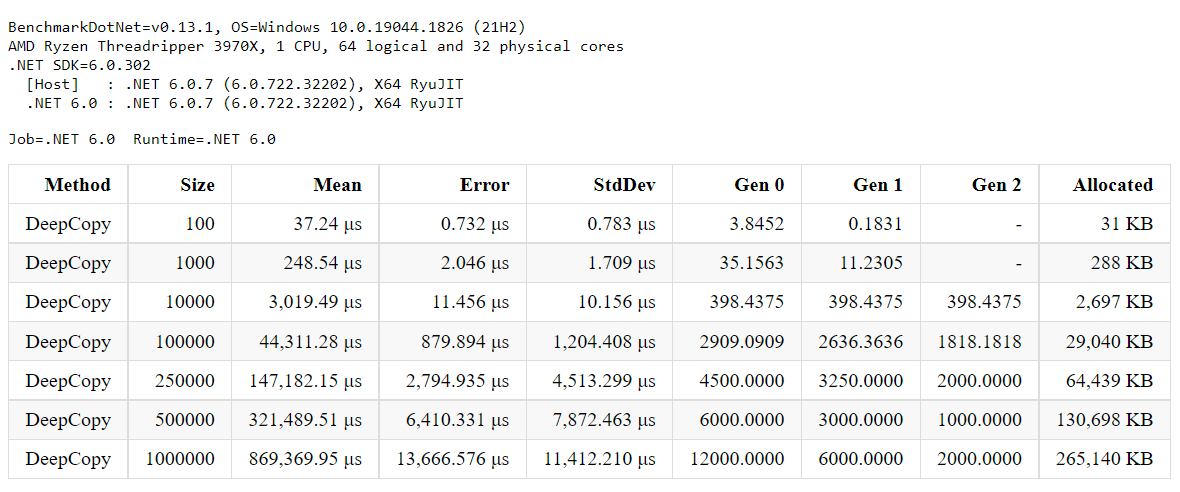 BenchmarkDotNet=v0.13.1, OS=Windows 10.0.19044.1826 (21H2)
AMD Ryzen Threadripper 3970X, 1 CPU, 64 logical and 32 physical cores
.NET SDK=6.0.302
[Host]   : .NET 6.0.7 (6.0.722.32202), X64 RyuJIT
.NET 6.0 : .NET 6.0.7 (6.0.722.32202), X64 RyuJIT
Job=.NET 6.0  Runtime=.NET 6.0
Method Size Mean Error StdDev Gen 0 Gen 1 Gen 2 Allocated
DeepCopy 100 37.24 μs 0.732 μs 0.783 μs 3.8452 0.1831 - 31 KB
DeepCopy 1000 248.54 μs 2.046 μs 1.709 μs 35.1563 11.2305 - 288 KB
DeepCopy 10000 3,019.49 μs 11.456 μs 10.156 μs 398.4375 398.4375 398.4375 2,697 KB
DeepCopy 100000 44,311.28 μs 879.894 μs 1,204.408 μs 2909.0909 2636.3636 1818.1818 29,040 KB
DeepCopy 250000 147,182.15 μs 2,794.935 μs 4,513.299 μs 4500.0000 3250.0000 2000.0000 64,439 KB
DeepCopy 500000 321,489.51 μs 6,410.331 μs 7,872.463 μs 6000.0000 3000.0000 1000.0000 130,698 KB
DeepCopy 1000000 869,369.95 μs 13,666.576 μs 11,412.210 μs 12000.0000 6000.0000 2000.0000 265,140 KB